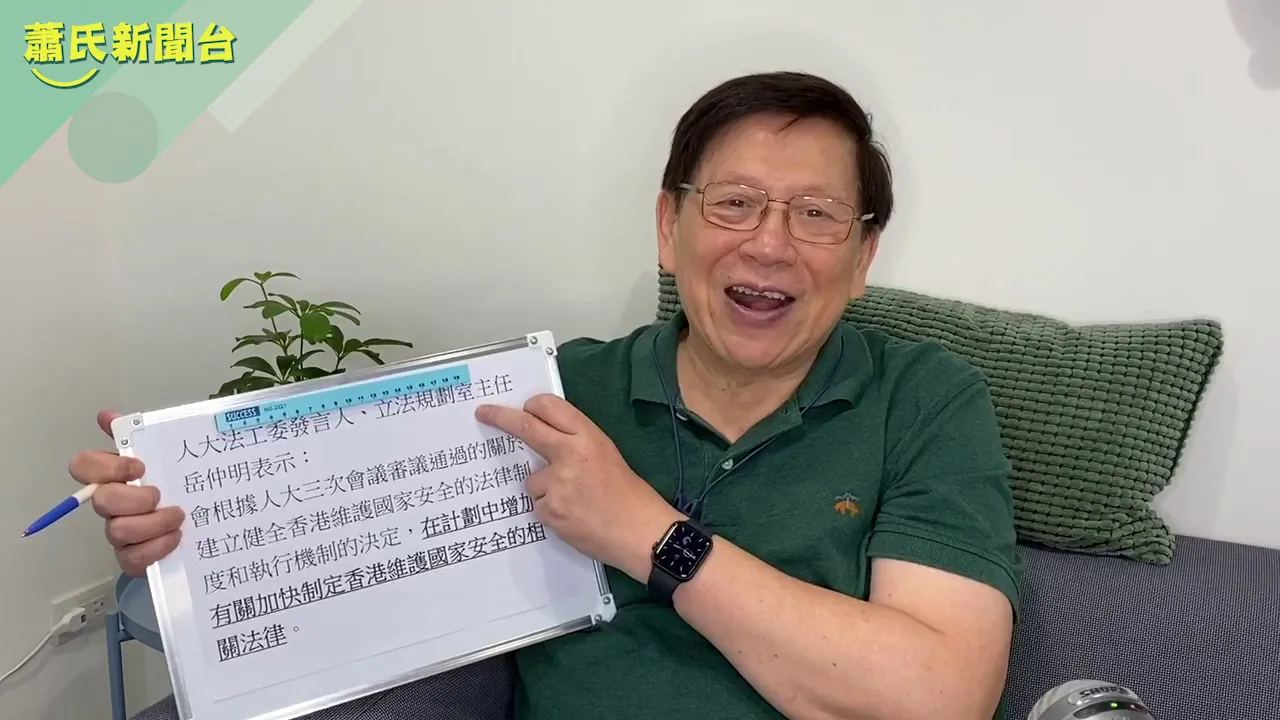 蕭氏新聞台
SUCCESS NO 2221
人大法工委發言人、立法規劃室主任
岳仲明表示：
會根據人大三次會議審議通過的關於
建立健全香港維護國家安全的法律制
度和執行機制的決定，在計劃中增加
有關加快制定香港維護國家安全的相
關法律。
SHURE